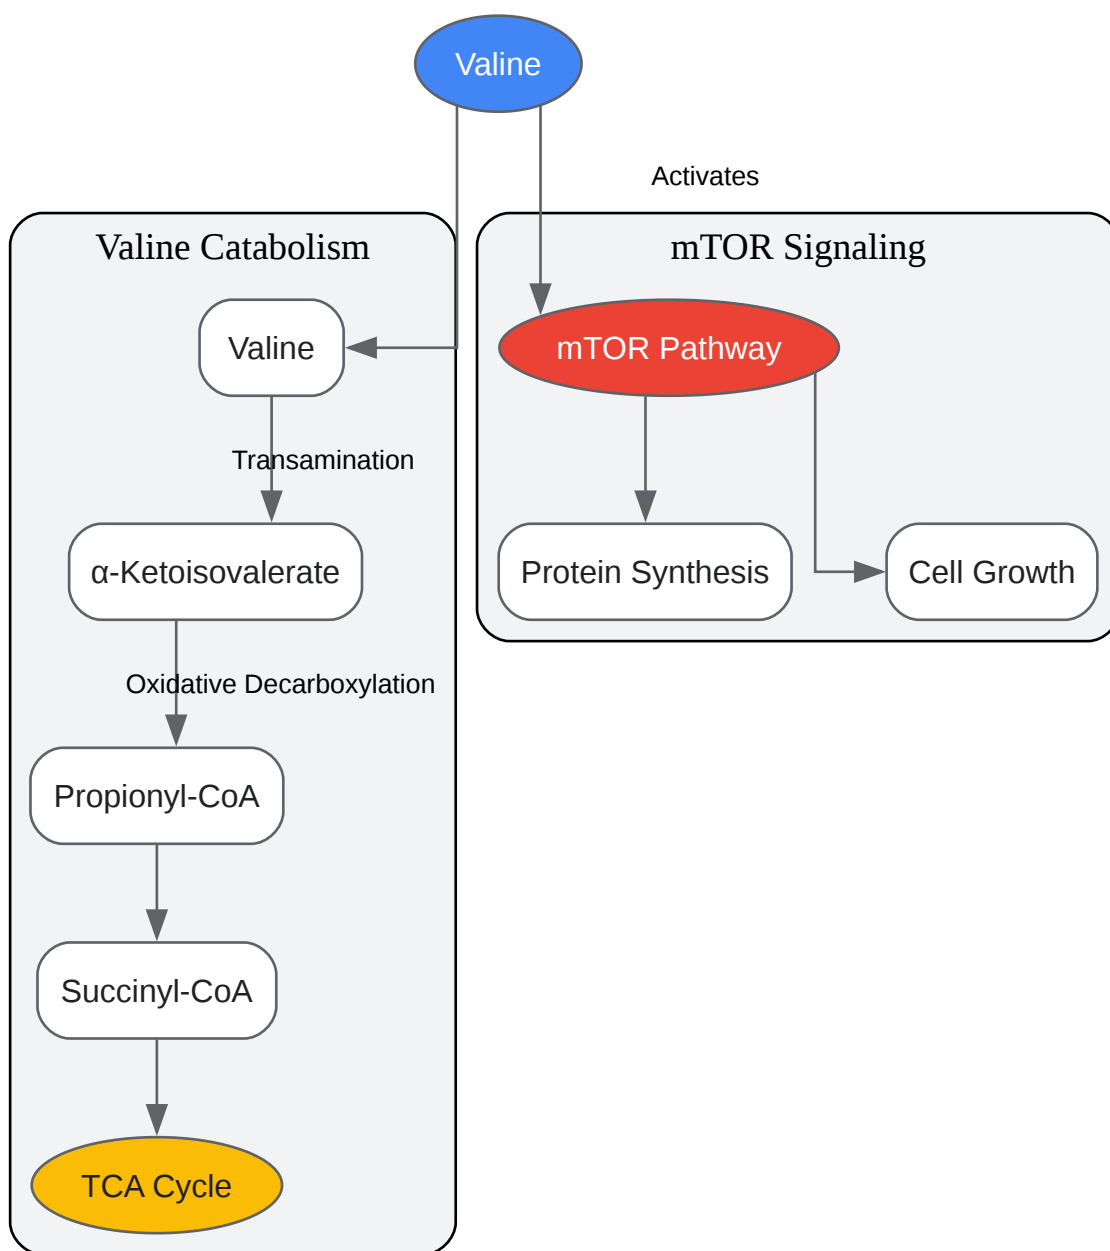 Valine
Activates
Valine Catabolism
Valine
Transamination
α-Ketoisovalerate
Oxidative Decarboxylation
Propionyl-CoA
Succinyl-CoA
TCA Cycle
mTOR Signaling
mTOR Pathway
Protein Synthesis
Cell Growth